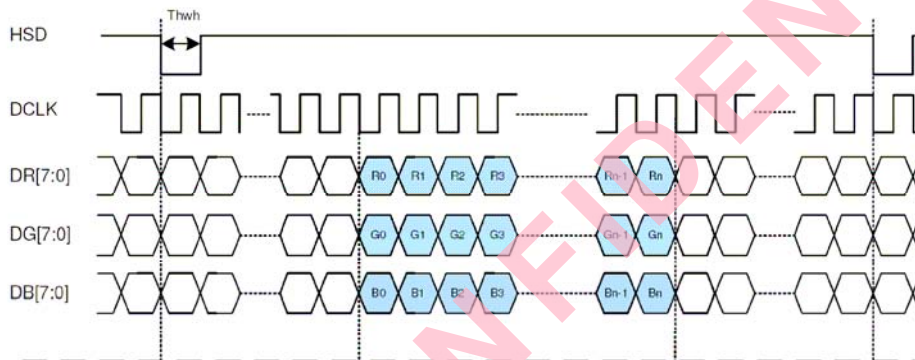 Thwh
HSD
DCLK
DR[7:0] R0 R1 R2 R3 Rn-1 Rn
DG[7:0] G0 G1 G2 G3 Gn-1 Gn
DB[7:0] B0 B1 B2 B3 Bn-1 Bn
NFIDEN